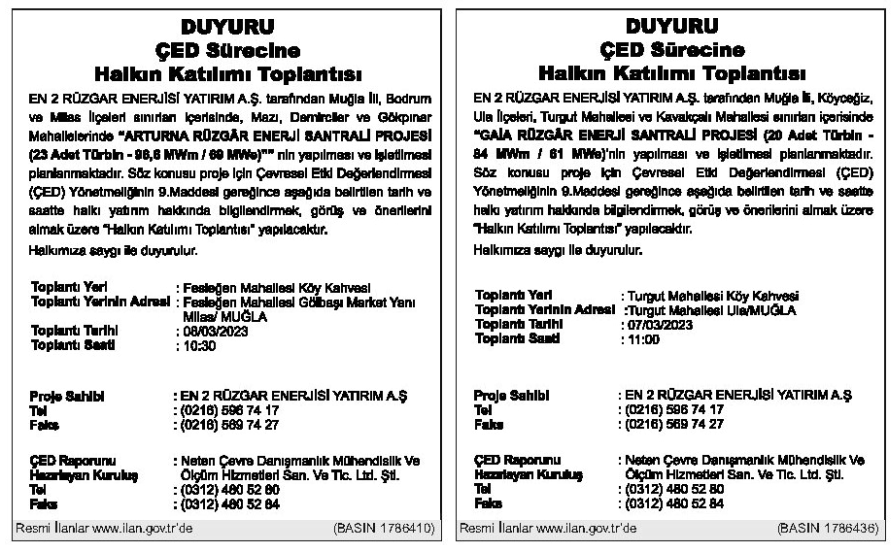 DUYURU
ÇED Sürecine
Halkın Katılımı Toplantısı
EN 2 RÜZGAR ENERJİSİ YATIRIM A.Ş. tarafından Muğla İli, Bodrum
ve Milas İlçeleri sınırları içerisinde, Mazı, Demirciler ve Gökpınar
Mahallelerinde "ARTURNA RÜZGÂR ENERJİ SANTRALİ PROJESİ
(23 Adet Türbin - 96,6 MWm / 69 MWe)"" nin yapılması ve işletilmesi
planlanmaktadır. Söz konusu proje için Çevresel Etki Değerlendirmesi
(ÇED) Yönetmeliğinin 9.Maddesi gereğince aşağıda belirtilen tarih ve
saatte halkı yatırım hakkında bilgilendirmek, görüş ve önerilerini
almak üzere "Halkın Katılımı Toplantısı" yapılacaktır.
Halkımıza saygı ile duyurulur.
Toplantı Yeri : Fesleğen Mahallesi Köy Kahvesi
Toplantı Yerinin Adresi : Fesleğen Mahallesi Gölbaşı Market Yanı
Milas/ MUĞLA
Toplantı Tarihi : 08/03/2023
Toplantı Saati : 10:30
Proje Sahibi : EN 2 RÜZGAR ENERJİSİ YATIRIM A.Ş
Tel : (0216) 596 74 17
Faks : (0216) 569 74 27
ÇED Raporunu : Neten Çevre Danışmanlık Mühendislik Ve
Hazırlayan Kuruluş Ölçüm Hizmetleri San. Ve Tic. Ltd. Şti.
Tel : (0312) 480 52 80
Faks : (0312) 480 52 84
Resmi İlanlar www.ilan.gov.tr'de (BASIN 1786410)
DUYURU
ÇED Sürecine
Halkın Katılımı Toplantısı
EN 2 RÜZGAR ENERJİSİ YATIRIM A.Ş. tarafından Muğla İli, Köyceğiz,
Ula İlçeleri, Turgut Mahallesi ve Kavakçalı Mahallesi sınırları içerisinde
"GAİA RÜZGÂR ENERJİ SANTRALİ PROJESİ (20 Adet Türbin -
84 MWm / 61 MWe)'nin yapılması ve işletilmesi planlanmaktadır.
Söz konusu proje için Çevresel Etki Değerlendirmesi (ÇED)
Yönetmeliğinin 9.Maddesi gereğince aşağıda belirtilen tarih ve saatte
halkı yatırım hakkında bilgilendirmek, görüş ve önerilerini almak üzere
"Halkın Katılımı Toplantısı" yapılacaktır.
Halkımıza saygı ile duyurulur.
Toplantı Yeri : Turgut Mahallesi Köy Kahvesi
Toplantı Yerinin Adresi :Turgut Mahallesi Ula/MUĞLA
Toplantı Tarihi : 07/03/2023
Toplantı Saati : 11:00
Proje Sahibi : EN 2 RÜZGAR ENERJİSİ YATIRIM A.Ş
Tel : (0216) 596 74 17
Faks : (0216) 569 74 27
ÇED Raporunu : Neten Çevre Danışmanlık Mühendislik Ve
Hazırlayan Kuruluş Ölçüm Hizmetleri San. Ve Tic. Ltd. Şti.
Tel : (0312) 480 52 80
Faks : (0312) 480 52 84
Resmi İlanlar www.ilan.gov.tr'de (BASIN 1786436)